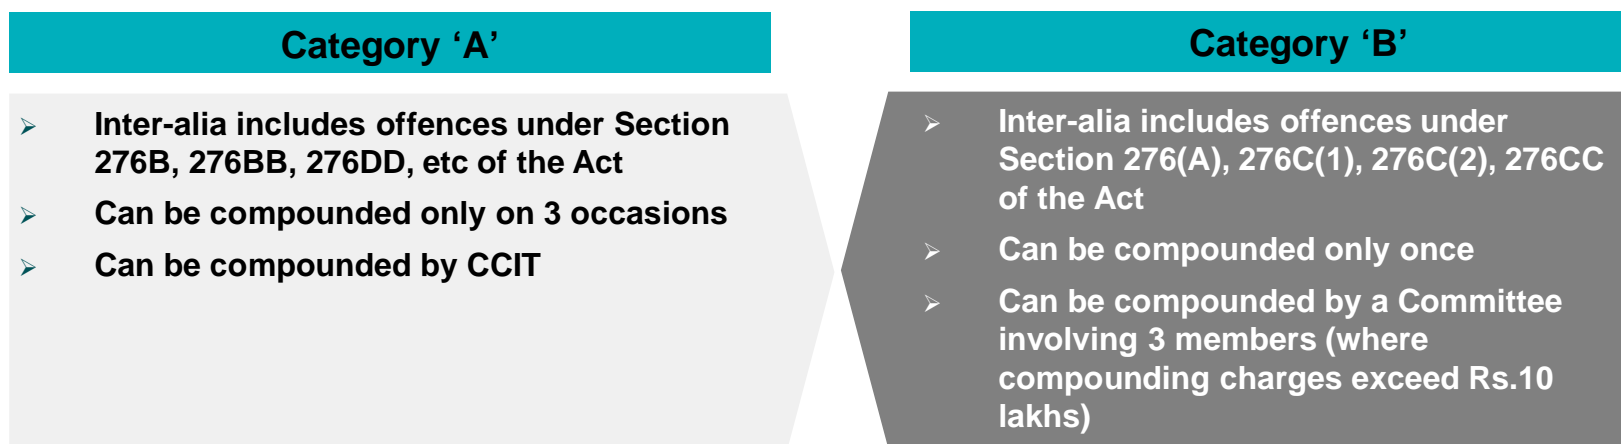 Category ‘A’
➢ Inter-alia includes offences under Section
276B, 276BB, 276DD, etc of the Act
➢ Can be compounded only on 3 occasions
➢ Can be compounded by CCIT
Category ‘B’
➢ Inter-alia includes offences under
Section 276(A), 276C(1), 276C(2), 276CC
of the Act
➢ Can be compounded only once
➢ Can be compounded by a Committee
involving 3 members (where
compounding charges exceed Rs.10
lakhs)